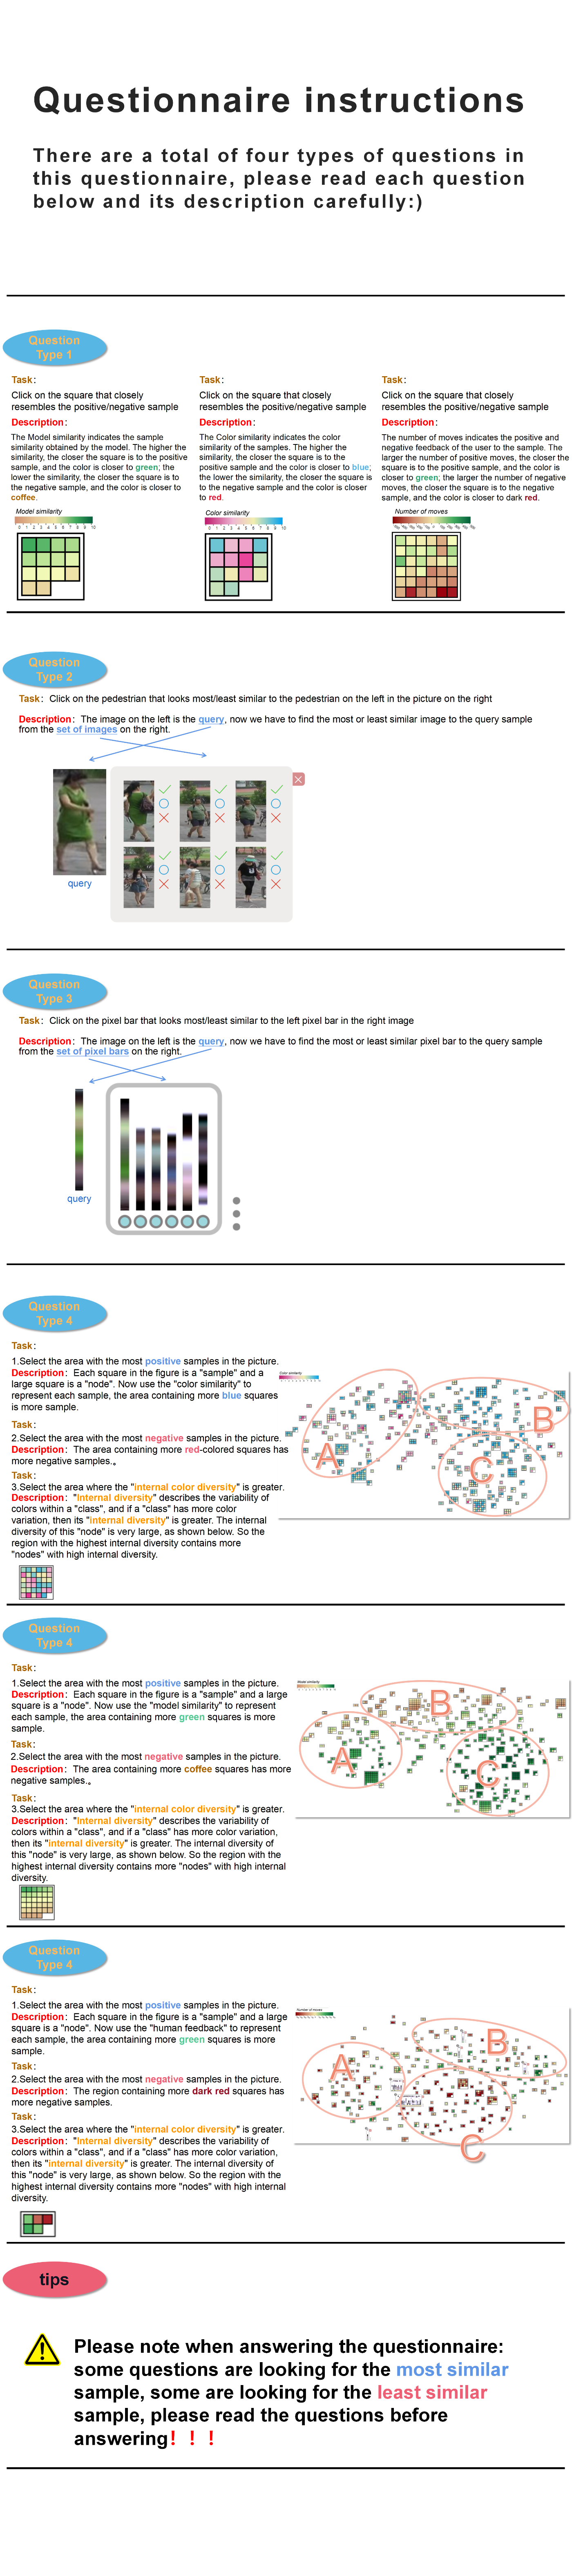 Questionnaire instructions
There are a total of four types of questions in
this questionnaire, please read each question
below and its description carefully:)
Question
Type 1
Task:
Click on the square that closely
resembles the positive/negative sample
Description:
The Model similarity indicates the sample
similarity obtained by the model. The higher the
similarity, the closer the square is to the positive
sample, and the color is closer to green; the
lower the similarity, the closer the square is to
the negative sample, and the color is closer to
coffee.
Model similarity
0 1 2 3 4 5 6 7 8 9 10
Task:
Click on the square that closely
resembles the positive/negative sample
Description:
The Color similarity indicates the color
similarity of the samples. The higher the
similarity, the closer the square is to the
positive sample and the color is closer to blue;
the lower the similarity, the closer the square is
to the negative sample and the color is closer
to red.
Color similarity
0 1 2 3 4 5 6 7 8 9 10
Task:
Click on the square that closely
resembles the positive/negative sample
Description:
The number of moves indicates the positive and
negative feedback of the user to the sample. The
larger the number of positive moves, the closer the
square is to the positive sample, and the color is
closer to green; the larger the number of negative
moves, the closer the square is to the negative
sample, and the color is closer to dark red.
Number of moves
Question
Type 2
Task: Click on the pedestrian that looks most/least similar to the pedestrian on the left in the picture on the right
Description: The image on the left is the query, now we have to find the most or least similar image to the query sample
from the set of images on the right.
query
Question
Type 3
Task: Click on the pixel bar that looks most/least similar to the left pixel bar in the right image
Description: The image on the left is the query, now we have to find the most or least similar pixel bar to the query sample
from the set of pixel bars on the right.
query
Question
Type 4
Task:
1.Select the area with the most positive samples in the picture.
Description: Each square in the figure is a "sample" and a
large square is a "node". Now use the "color similarity" to
represent each sample, the area containing more blue squares
is more sample.
Task:
2.Select the area with the most negative samples in the picture.
Description: The area containing more red-colored squares has
more negative samples.。
Task:
3.Select the area where the "internal color diversity" is greater.
Description: "Internal diversity" describes the variability of
colors within a "class", and if a "class" has more color
variation, then its "internal diversity" is greater. The internal
diversity of this "node" is very large, as shown below. So the
region with the highest internal diversity contains more
"nodes" with high internal diversity.
Color similarity
A
B
C
Question
Type 4
Task:
1.Select the area with the most positive samples in the picture.
Description: Each square in the figure is a "sample" and a large
square is a "node". Now use the "model similarity" to represent
each sample, the area containing more green squares is more
sample.
Task:
2.Select the area with the most negative samples in the picture.
Description: The area containing more coffee squares has more
negative samples.。
Task:
3.Select the area where the "internal color diversity" is greater.
Description: "Internal diversity" describes the variability of
colors within a "class", and if a "class" has more color variation,
then its "internal diversity" is greater. The internal diversity of
this "node" is very large, as shown below. So the region with the
highest internal diversity contains more "nodes" with high internal
diversity.
Model similarity
B
A
C
Question
Type 4
Task:
1.Select the area with the most positive samples in the picture.
Description: Each square in the figure is a "sample" and a large
square is a "node". Now use the "human feedback" to represent
each sample, the area containing more green squares is more
sample.
Task:
2.Select the area with the most negative samples in the picture.
Description: The region containing more dark red squares has
more negative samples.
Task:
3.Select the area where the "internal color diversity" is greater.
Description: "Internal diversity" describes the variability of
colors within a "class", and if a "class" has more color variation,
then its "internal diversity" is greater. The internal diversity of
this "node" is very large, as shown below. So the region with the
highest internal diversity contains more "nodes" with high internal
diversity.
Number of moves
B
A
C
tips
Please note when answering the questionnaire:
some questions are looking for the most similar
sample, some are looking for the least similar
sample, please read the questions before
answering！！！